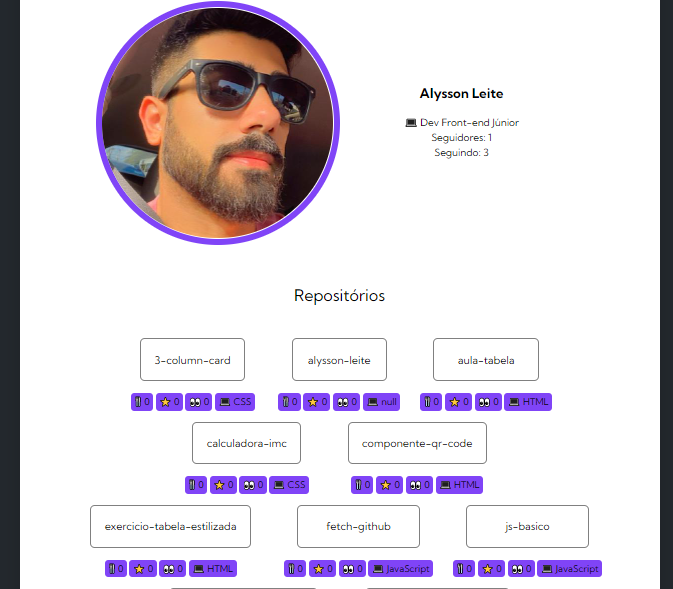 Alysson Leite
💻 Dev Front-end Júnior
Seguidores: 1
Seguindo: 3
Repositórios
3-column-card
alysson-leite
aula-tabela
🍴 0 ⭐ 0 👀 0 💻 CSS
🍴 0 ⭐ 0 👀 0 💻 null
🍴 0 ⭐ 0 👀 0 💻 HTML
calculadora-imc
componente-qr-code
🍴 0 ⭐ 0 👀 0 💻 CSS
🍴 0 ⭐ 0 👀 0 💻 HTML
exercicio-tabela-estilizada
fetch-github
js-basico
🍴 0 ⭐ 0 👀 0 💻 HTML
🍴 0 ⭐ 0 👀 0 💻 JavaScript
🍴 0 ⭐ 0 👀 0 💻 JavaScript